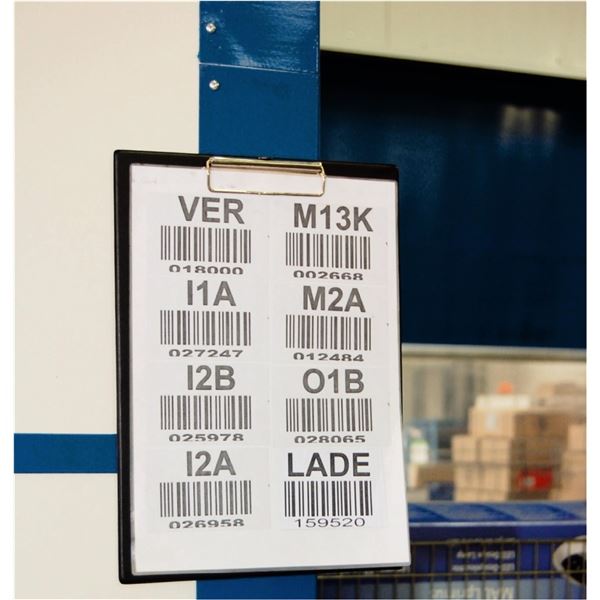 VER M13K
018000 002668
I1A M2A
027247 012484
I2B O1B
025978 028065
I2A LADE
026958 159520